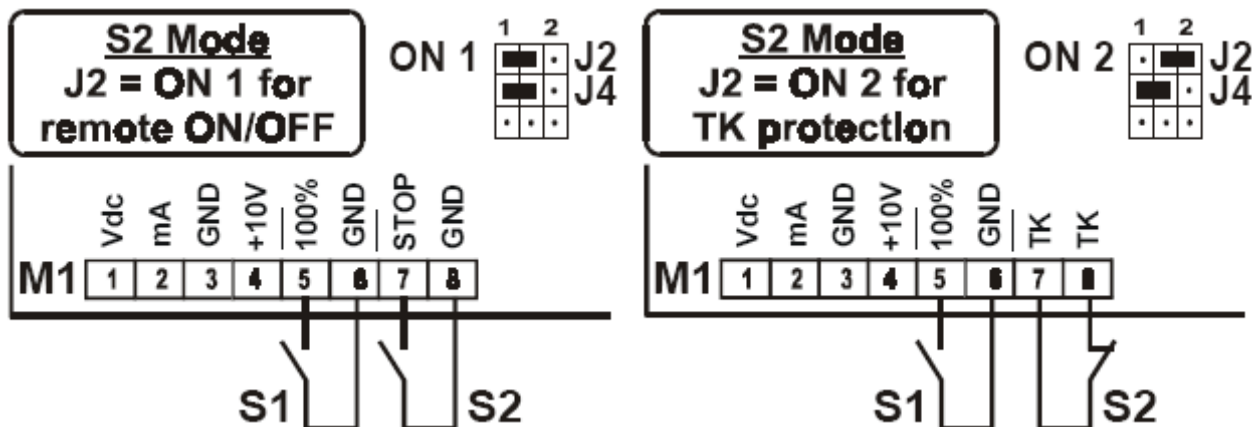 S2 Mode
J2 = ON 1 for
remote ON/OFF
ON 1
1 2
J2
J4
Vdc mA GND +10V 100% GND STOP GND
M1 1 2 3 4 5 6 7 8
S1 S2
S2 Mode
J2 = ON 2 for
TK protection
ON 2
1 2
J2
J4
Vdc mA GND +10V 100% GND TK TK
M1 1 2 3 4 5 6 7 8
S1 S2